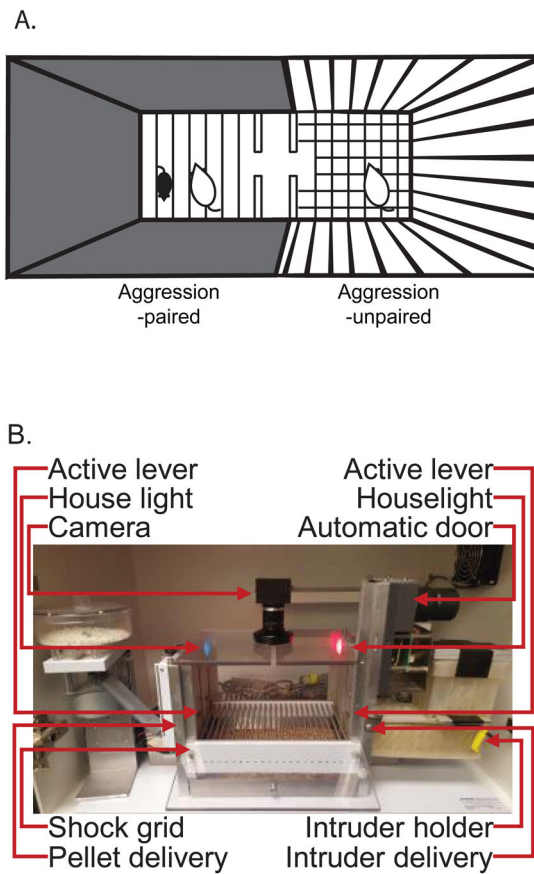 A.
Aggression
-paired
Aggression
-unpaired
B.
Active lever
House light
Camera
Active lever
Houselight
Automatic door
Shock grid
Pellet delivery
Intruder holder
Intruder delivery